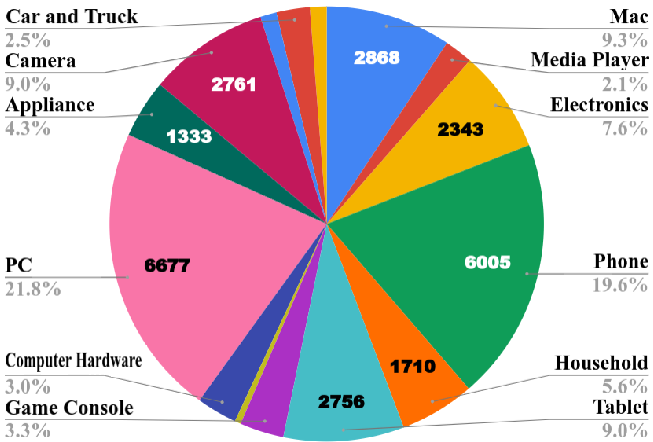 Car and Truck
2.5%
Camera
9.0%
Appliance
4.3%
PC
21.8%
Computer Hardware
3.0%
Game Console
3.3%
Mac
9.3%
Media Player
2.1%
Electronics
7.6%
Phone
19.6%
Household
5.6%
Tablet
9.0%
2868
2761
2343
1333
6677
6005
1710
2756